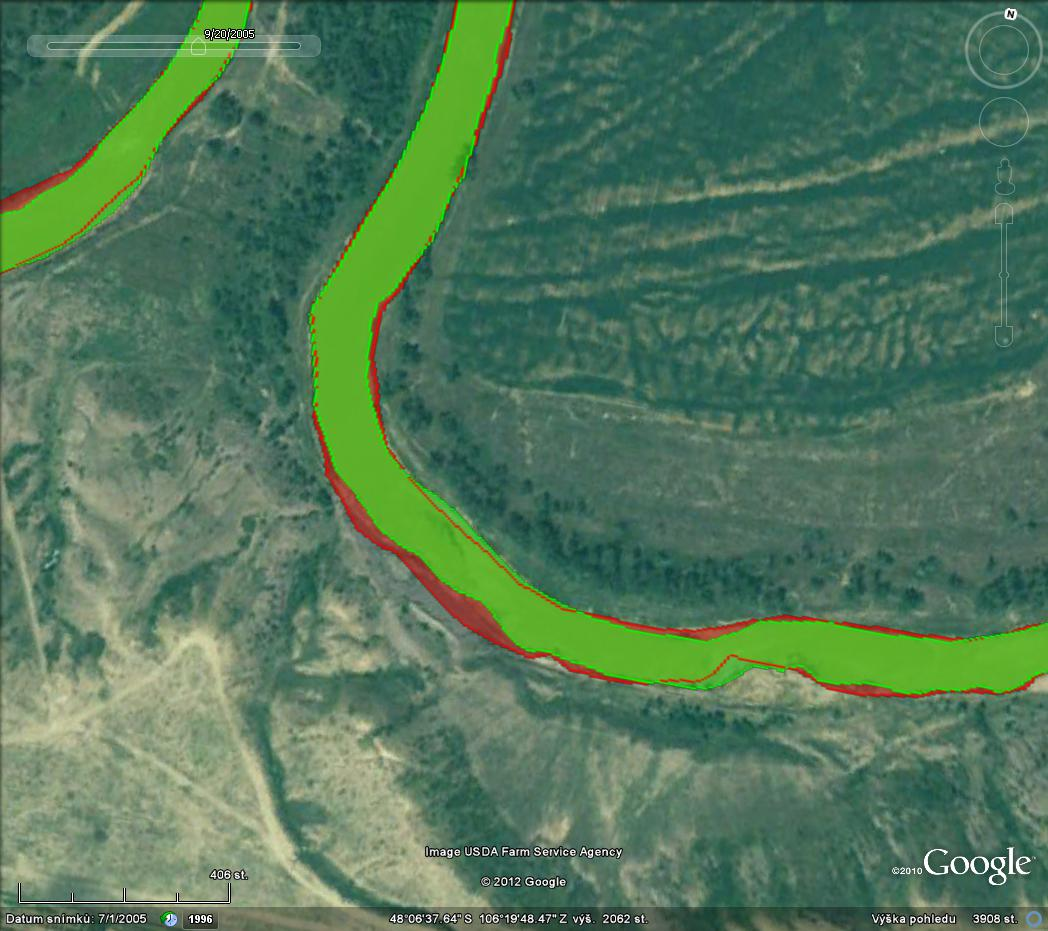 N
9/20/2005
Image USDA Farm Service Agency
406 st.
©2010 Google
© 2012 Google
Datum snímků: 7/1/2005 1996 48°06'37.64" S 106°19'48.47" Z výš. 2062 st. Výška pohledu 3908 st.